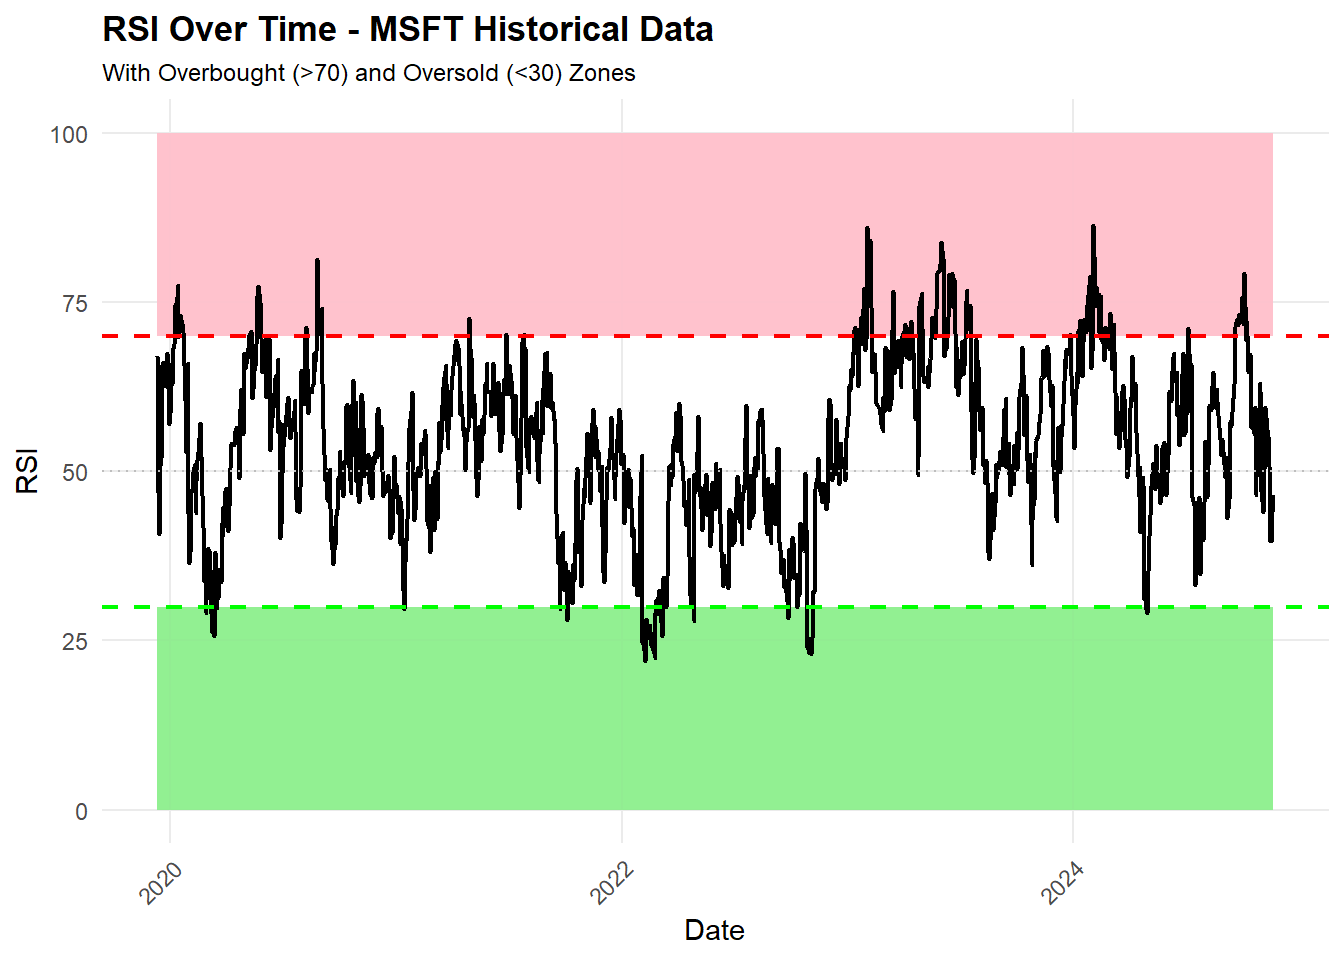 RSI Over Time - MSFT Historical Data
With Overbought (>70) and Oversold (<30) Zones
100
75
50
25
0
RSI
2020
2022
2024
Date